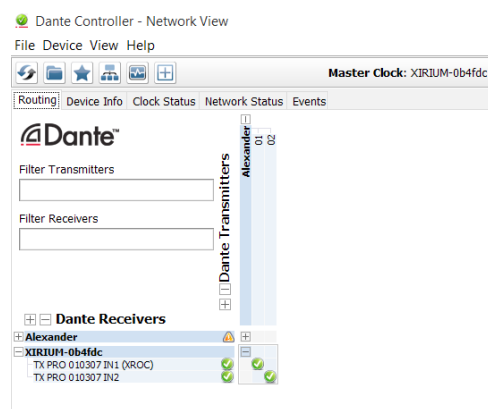 Dante Controller - Network View
File Device View Help
Master Clock: XIRIUM-0b4fdc
Routing Device Info Clock Status Network Status Events
Dante™
Filter Transmitters
Filter Receivers
Dante Transmitters
Alexander
01
02
Dante Receivers
Alexander
XIRIUM-0b4fdc
TX PRO 010307 IN1 (XROC)
TX PRO 010307 IN2